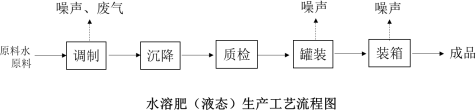 噪声、废气
噪声
噪声
原料水
原料
调制
沉降
质检
罐装
装箱
成品
水溶肥（液态）生产工艺流程图